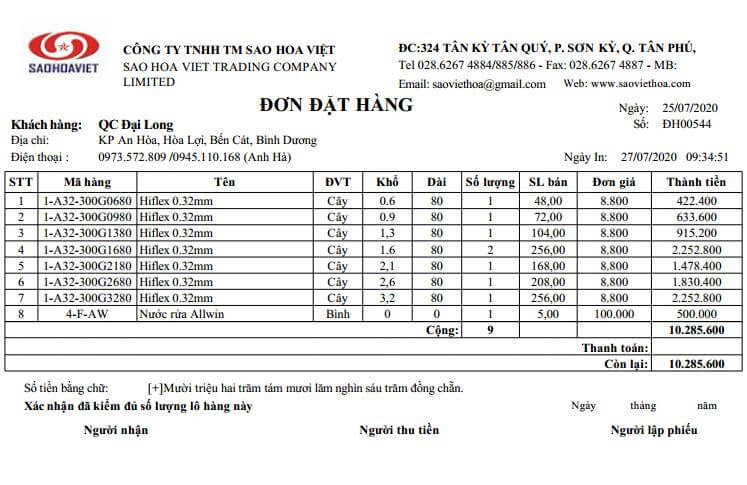 SAOHOAVIET
CÔNG TY TNHH TM SAO HOA VIỆT
SAO HOA VIET TRADING COMPANY
LIMITED
ĐC:324 TÂN KỲ TÂN QUÝ, P. SƠN KỲ, Q. TÂN PHÚ,
Tel 028.6267 4884/885/886 - Fax: 028.6267 4887 - MB:
Email: saoviethoa@gmail.com Web: www.saoviethoa.com
ĐƠN ĐẶT HÀNG
Ngày: 25/07/2020
Số: ĐH00544
Khách hàng: QC Đại Long
Địa chỉ: KP An Hòa, Hòa Lợi, Bến Cát, Bình Dương
Điện thoại : 0973.572.809 /0945.110.168 (Anh Hà)
Ngày In: 27/07/2020 09:34:51
STT Mã hàng Tên ĐVT Khổ Dài Số lượng SL bán Đơn giá Thành tiền
1 1-A32-300G0680 Hiflex 0.32mm Cây 0.6 80 1 48,00 8.800 422.400
2 1-A32-300G0980 Hiflex 0.32mm Cây 0.9 80 1 72,00 8.800 633.600
3 1-A32-300G1380 Hiflex 0.32mm Cây 1,3 80 1 104,00 8.800 915.200
4 1-A32-300G1680 Hiflex 0.32mm Cây 1.6 80 2 256,00 8.800 2.252.800
5 1-A32-300G2180 Hiflex 0.32mm Cây 2,1 80 1 168,00 8.800 1.478.400
6 1-A32-300G2680 Hiflex 0.32mm Cây 2,6 80 1 208,00 8.800 1.830.400
7 1-A32-300G3280 Hiflex 0.32mm Cây 3,2 80 1 256,00 8.800 2.252.800
8 4-F-AW Nước rửa Allwin Bình 0 0 1 5,00 100.000 500.000
Cộng: 9 10.285.600
Thanh toán:
Còn lại: 10.285.600
Số tiền bằng chữ: [+]Mười triệu hai trăm tám mươi lăm nghìn sáu trăm đồng chẵn.
Xác nhận đã kiểm đủ số lượng lô hàng này
Ngày tháng năm
Người nhận Người thu tiền Người lập phiếu